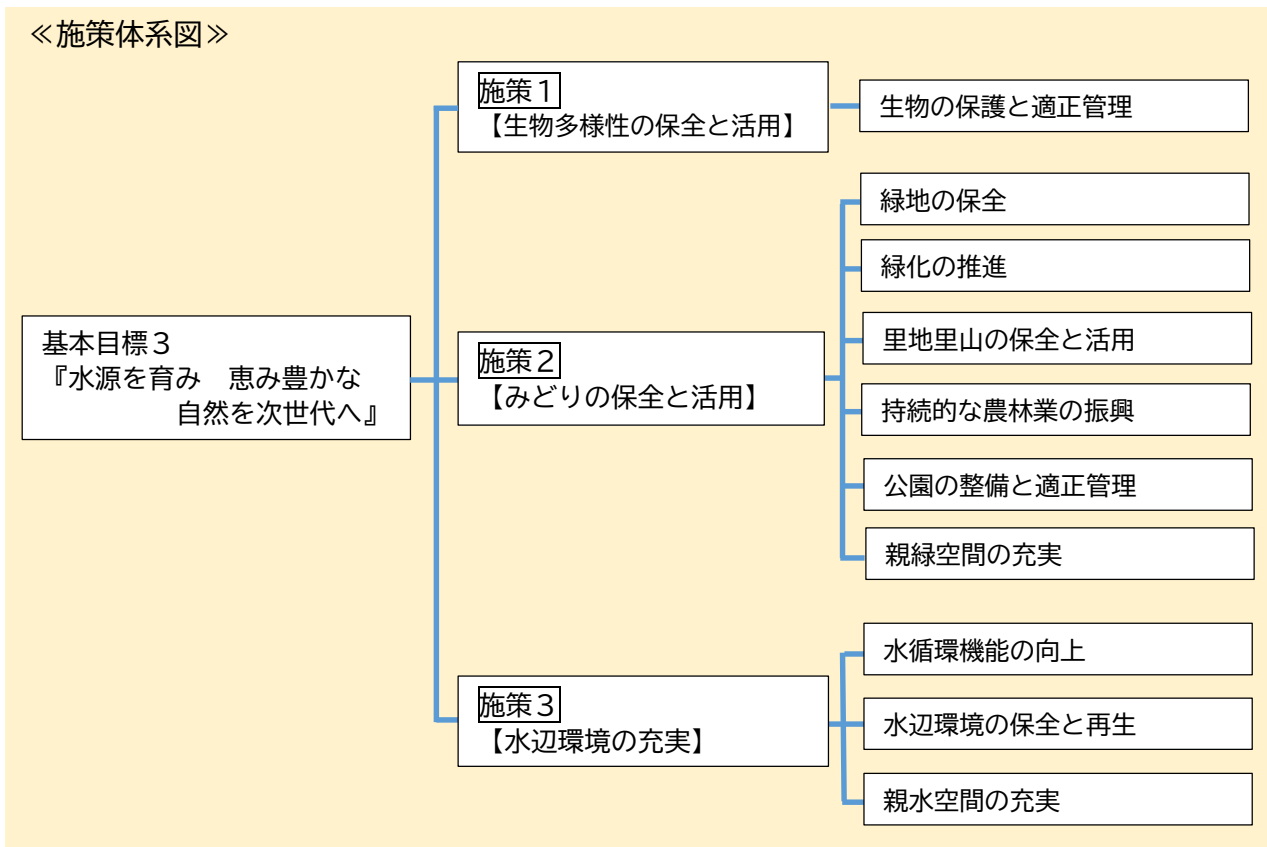 ≪施策体系図≫
基本目標３
『水源を育み　恵み豊かな
自然を次世代へ』
施策１
【生物多様性の保全と活用】
生物の保護と適正管理
施策２
【みどりの保全と活用】
緑地の保全
緑化の推進
里地里山の保全と活用
持続的な農林業の振興
公園の整備と適正管理
親緑空間の充実
施策３
【水辺環境の充実】
水循環機能の向上
水辺環境の保全と再生
親水空間の充実